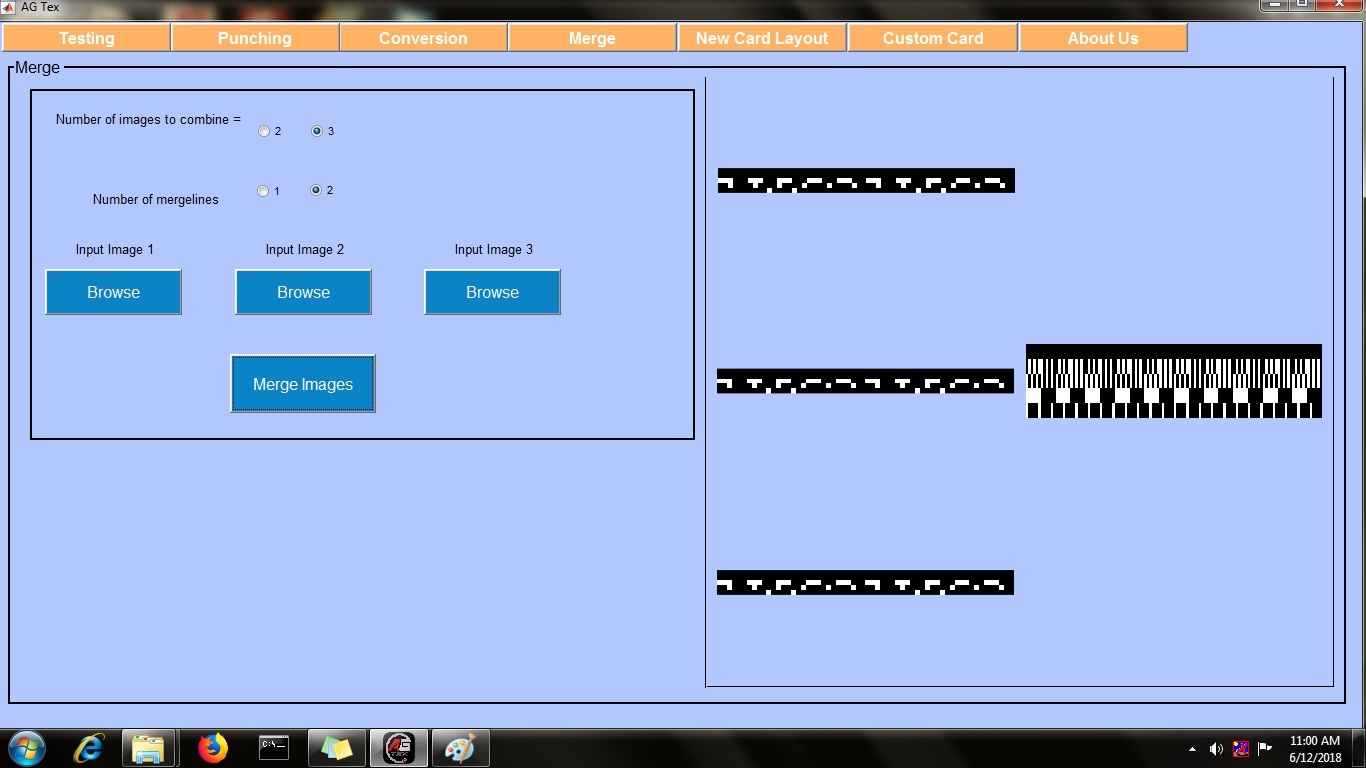 AG Tex
Testing Punching Conversion Merge New Card Layout Custom Card About Us
Merge
Number of images to combine = 2 3
Number of mergelines 1 2
Input Image 1 Input Image 2 Input Image 3
Browse Browse Browse
Merge Images
C:\
AG
TEX
11:00 AM
6/12/2018